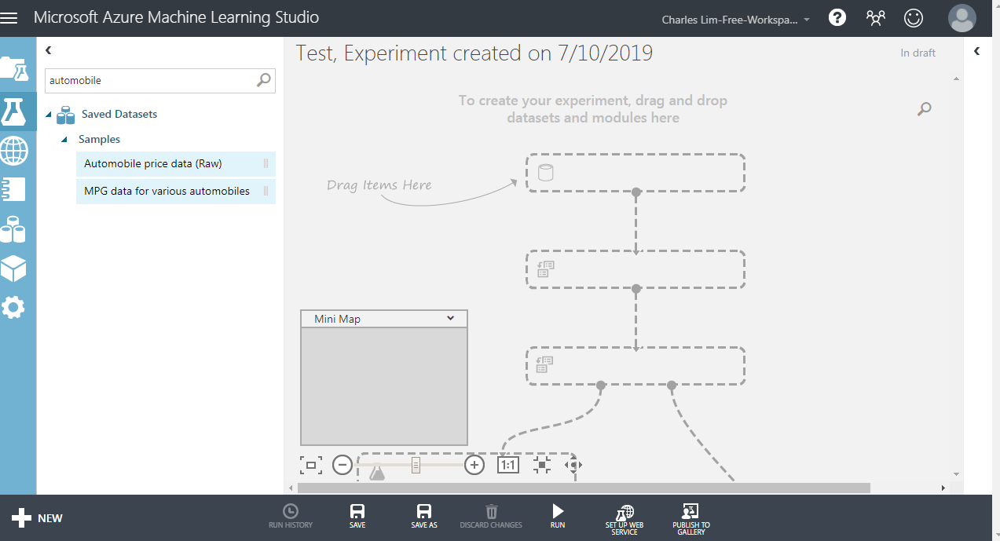 Microsoft Azure Machine Learning Studio
Charles Lim-Free-Workspa...
automobile
Saved Datasets
Samples
Automobile price data (Raw)
MPG data for various automobiles
Test, Experiment created on 7/10/2019
In draft
To create your experiment, drag and drop
datasets and modules here
Drag Items Here
Mini Map
1:1
NEW
RUN HISTORY
SAVE
SAVE AS
DISCARD CHANGES
RUN
SET UP WEB
SERVICE
PUBLISH TO
GALLERY